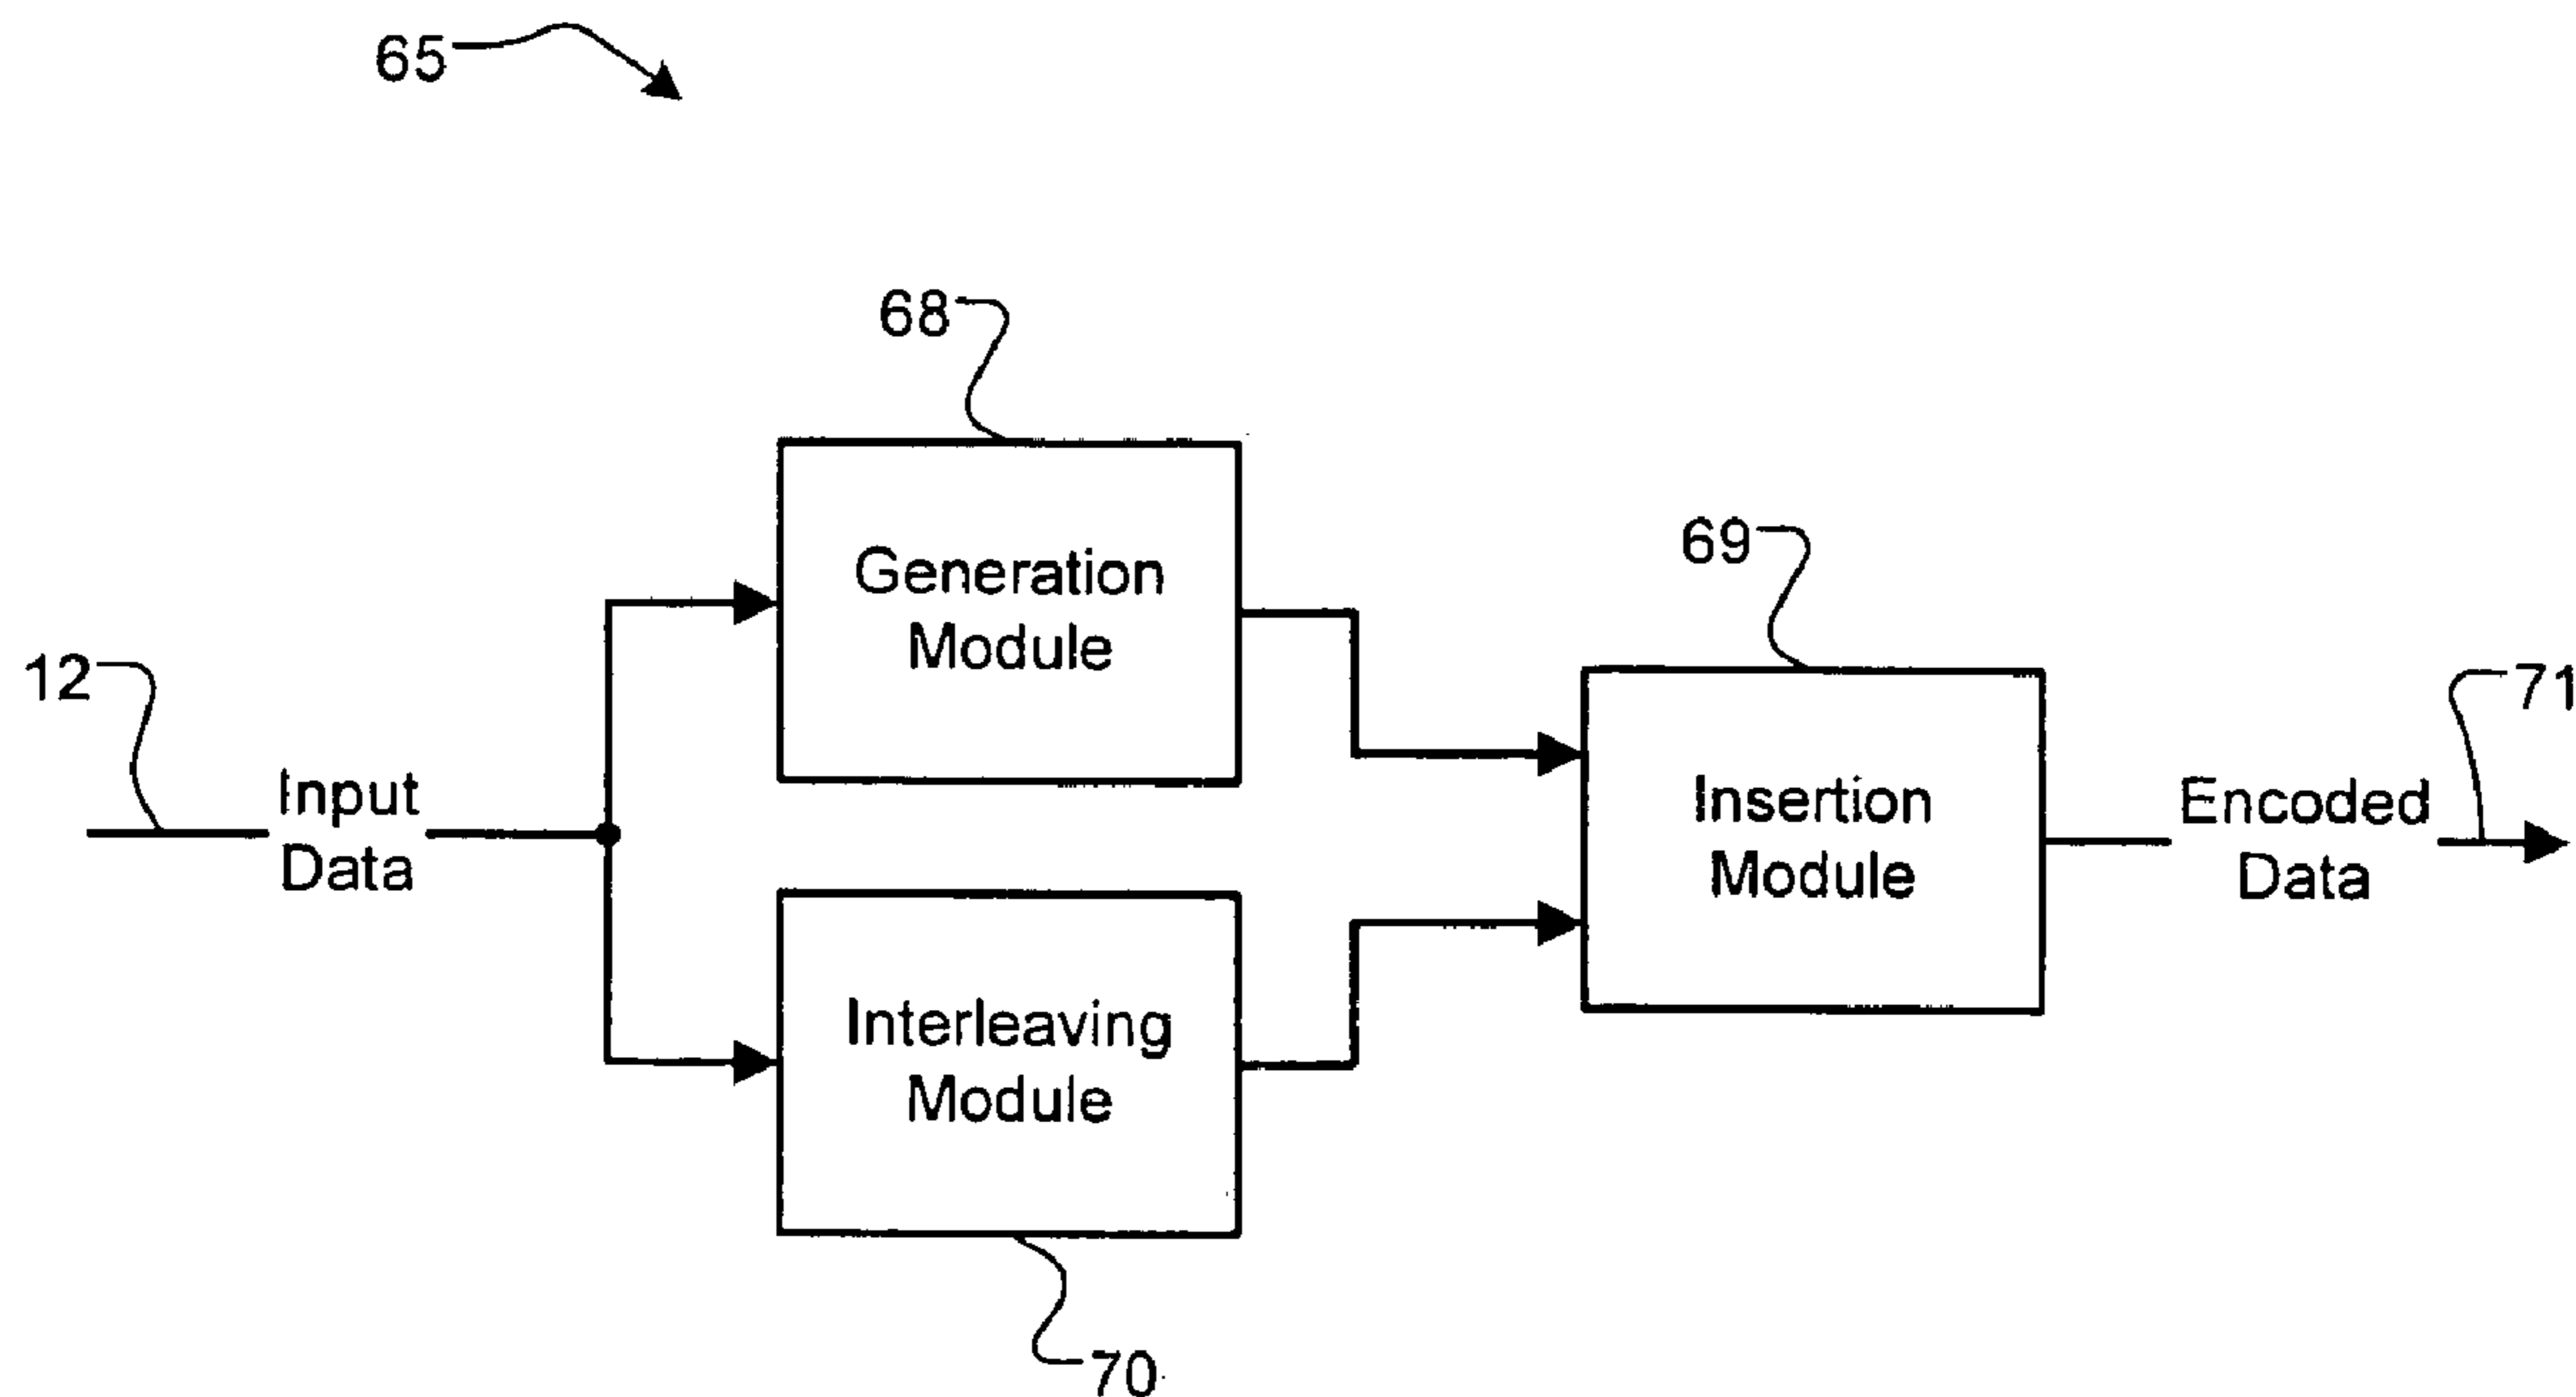 65
68
Generation
Module
69
12
71
Input
Data
Insertion
Module
Encoded
Data
Interleaving
Module
70